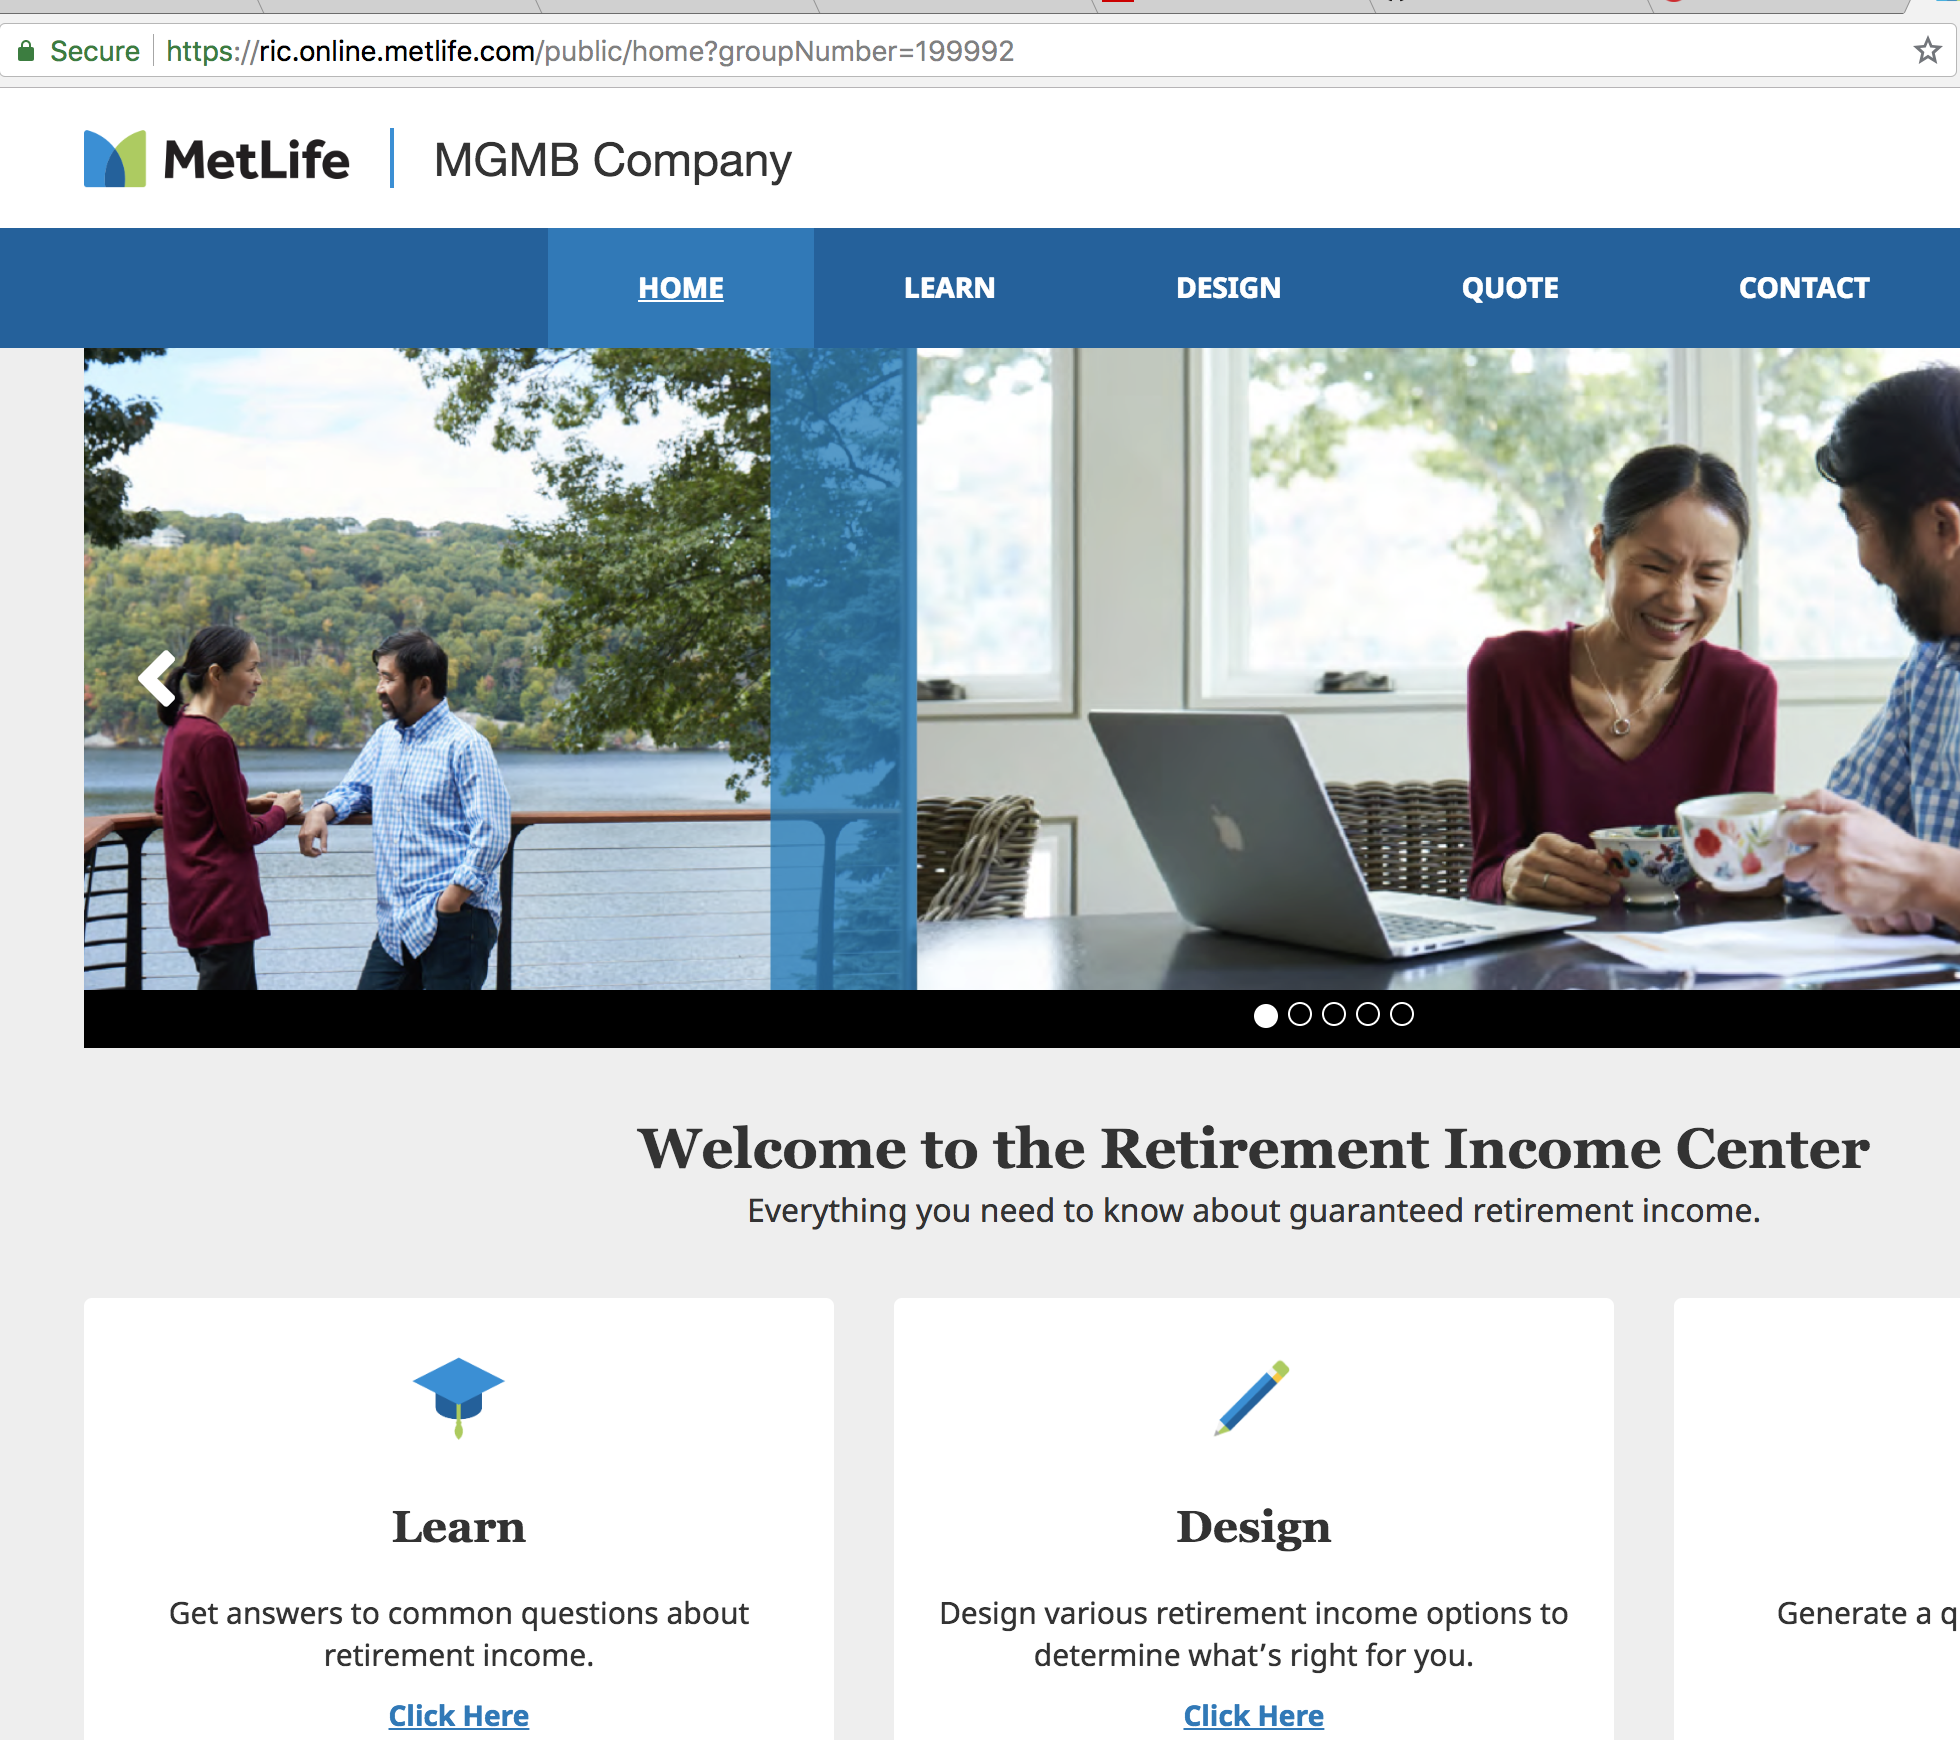 Secure https://ric.online.metlife.com/public/home?groupNumber=199992
MetLife MGMB Company
HOME LEARN DESIGN QUOTE CONTACT
Welcome to the Retirement Income Center
Everything you need to know about guaranteed retirement income.
Learn
Get answers to common questions about
retirement income.
Click Here
Design
Design various retirement income options to
determine what’s right for you.
Click Here
Generate a q